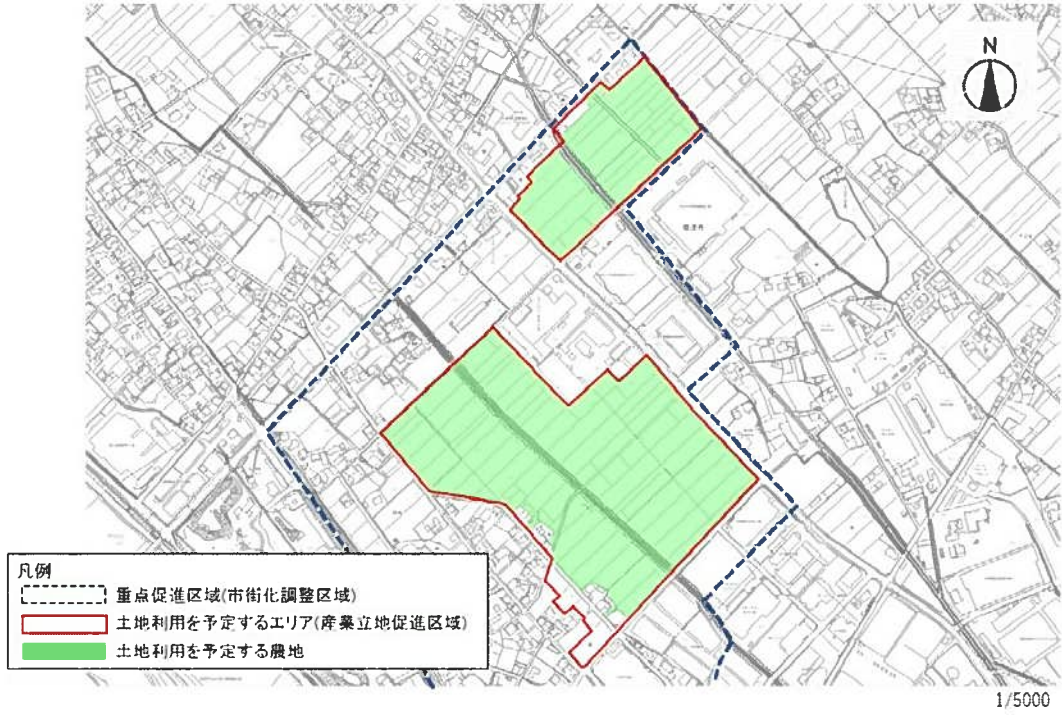 N
凡例
重点促進区域(市街化調整区域)
土地利用を予定するエリア(産業立地促進区域)
土地利用を予定する農地
1/5000